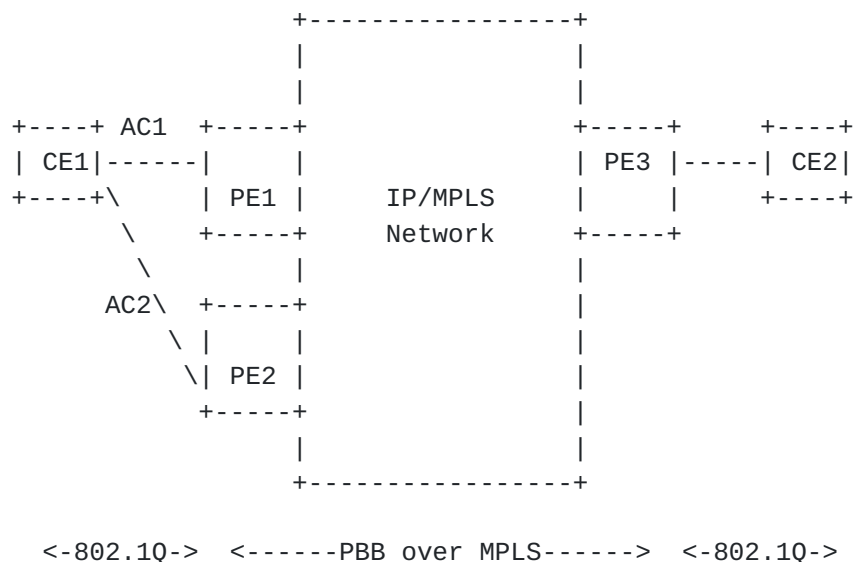 AC1
CE1 PE3 CE2
PE1 IP/MPLS
Network
AC2
PE2
<-802.1Q-> <------PBB over MPLS------> <-802.1Q->